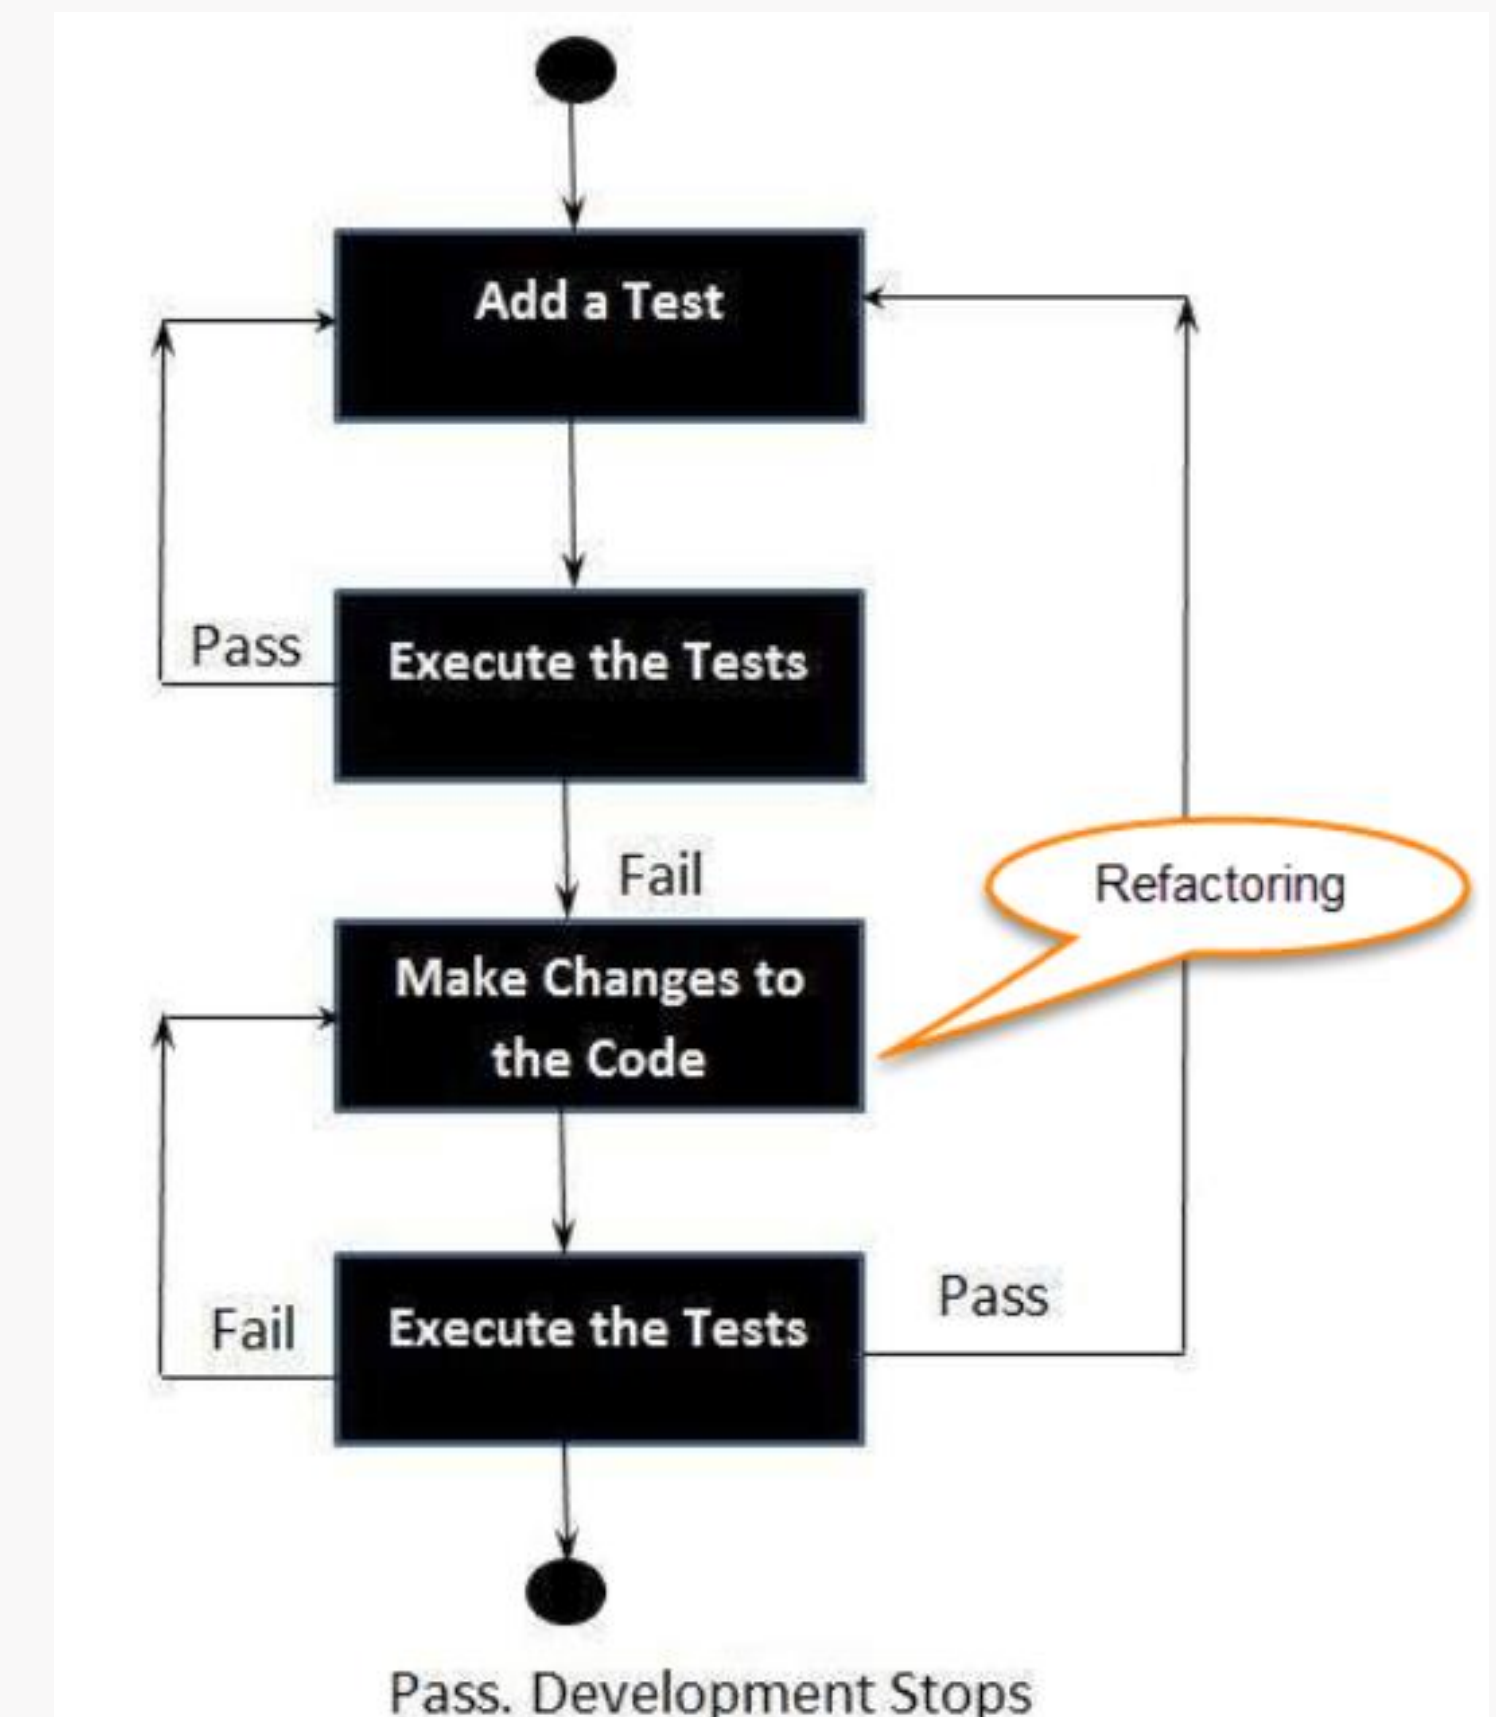 Add a Test
Pass
Execute the Tests
Fail
Refactoring
Make Changes to
the Code
Pass
Fail
Execute the Tests
Pass. Development Stops